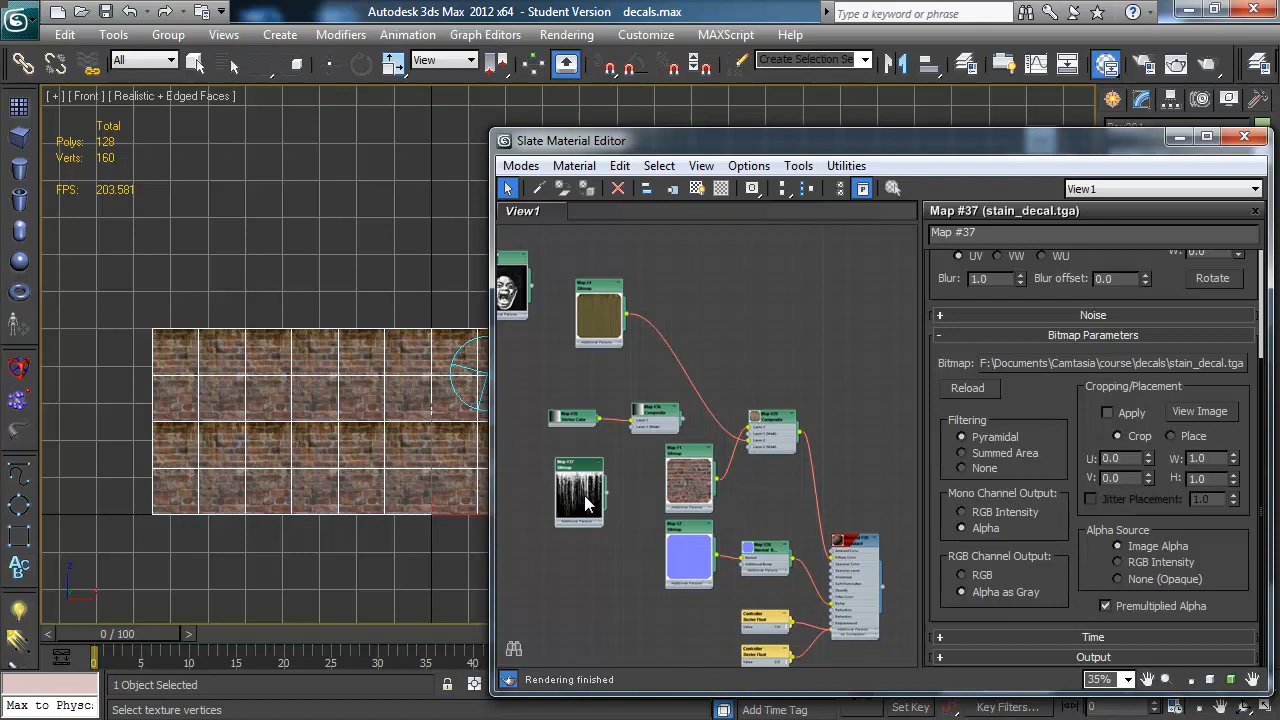 Autodesk 3ds Max 2012 x64 - Student Version decals.max
Type a keyword or phrase
Edit Tools Group Views Create Modifiers Animation Graph Editors Rendering Customize MAXScript Help
All View Create Selection Se
[ + ] [ Front ] [ Realistic + Edged Faces ]
Total
Polys: 128
Verts: 160
FPS: 203.581
Slate Material Editor
Modes Material Edit Select View Options Tools Utilities
View1
View1
Map #37 (stain_decal.tga)
Map #37
UV VW WU
Blur: 1.0 Blur offset: 0.0 Rotate
Noise
Bitmap Parameters
Bitmap: F:\Documents\Camtasia\course\decals\stain_decal.tga
Reload
Cropping/Placement
Apply View Image
Crop
U: 0.0 W: 1.0
V: 0.0 H: 1.0
Jitter Placement: 1.0
Filtering
Pyramidal
Summed Area
None
Mono Channel Output:
RGB Intensity
Alpha
RGB Channel Output:
RGB
Alpha as Gray
Alpha Source
Image Alpha
RGB Intensity
None (Opaque)
Premultiplied Alpha
Time
Output
Rendering finished
35%
0 / 100
0 5 10 15 20 25 30 35 40
1 Object Selected
Max to Physc
Select texture vertices
Add Time Tag
Set Key
Key Filters...
0